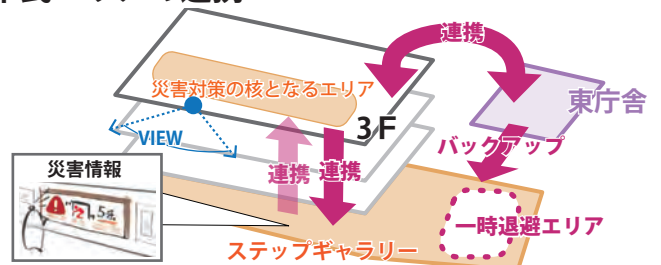 連携
災害対策の核となるエリア
3F
東庁舎
VIEW
バックアップ
災害情報
連携
連携
一時退避エリア
ステップギャラリー